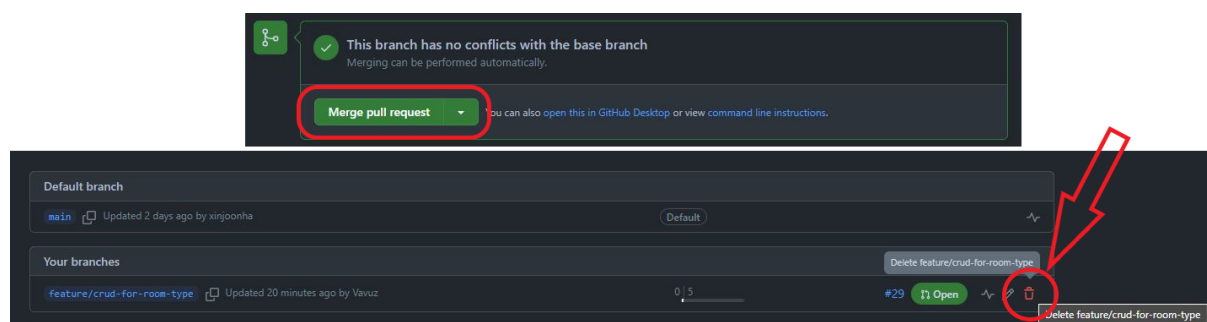 This branch has no conflicts with the base branch
Merging can be performed automatically.
Merge pull request
You can also open this in GitHub Desktop or view command line instructions.
Default branch
main Updated 2 days ago by xinjoonha Default
Your branches
Delete feature/crud-for-room-type
feature/crud-for-room-type Updated 20 minutes ago by Vavuz 0 5 #29 Open
Delete feature/crud-for-room-type